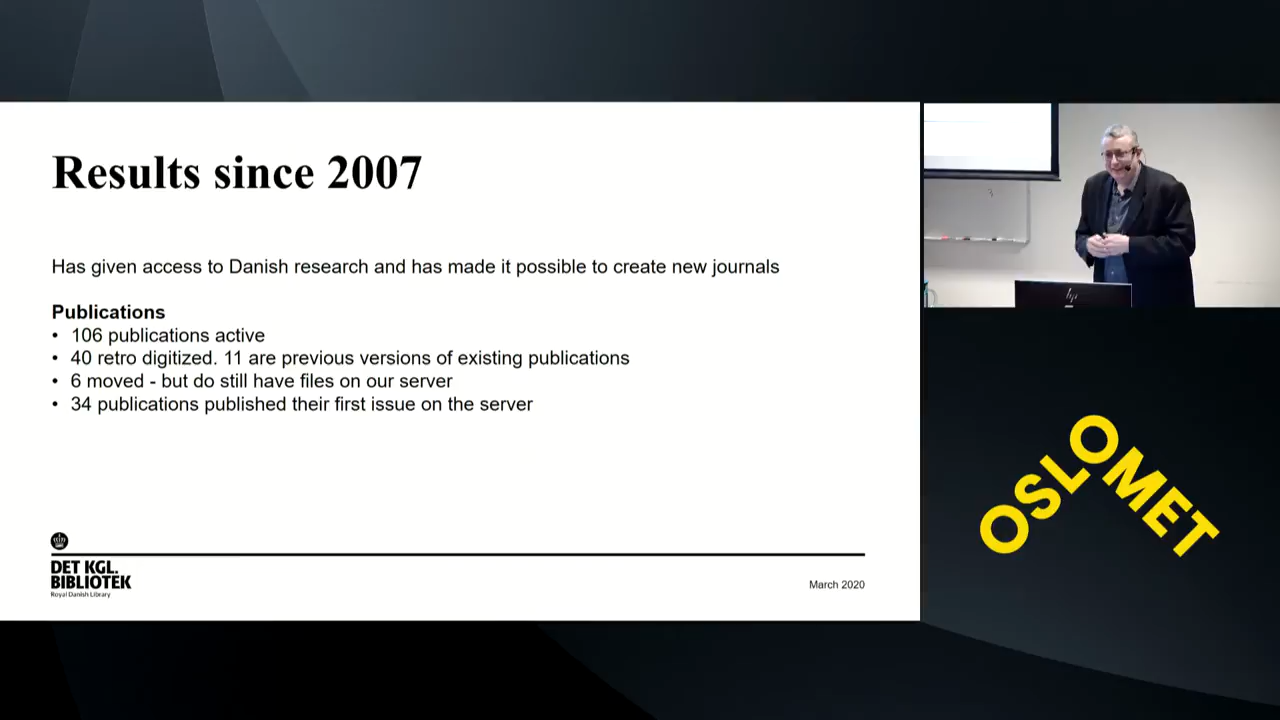 Results since 2007
Has given access to Danish research and has made it possible to create new journals
Publications
• 106 publications active
• 40 retro digitized. 11 are previous versions of existing publications
• 6 moved - but do still have files on our server
• 34 publications published their first issue on the server
DET KGL.
BIBLIOTEK
Royal Danish Library
March 2020
hp
OSLOMET